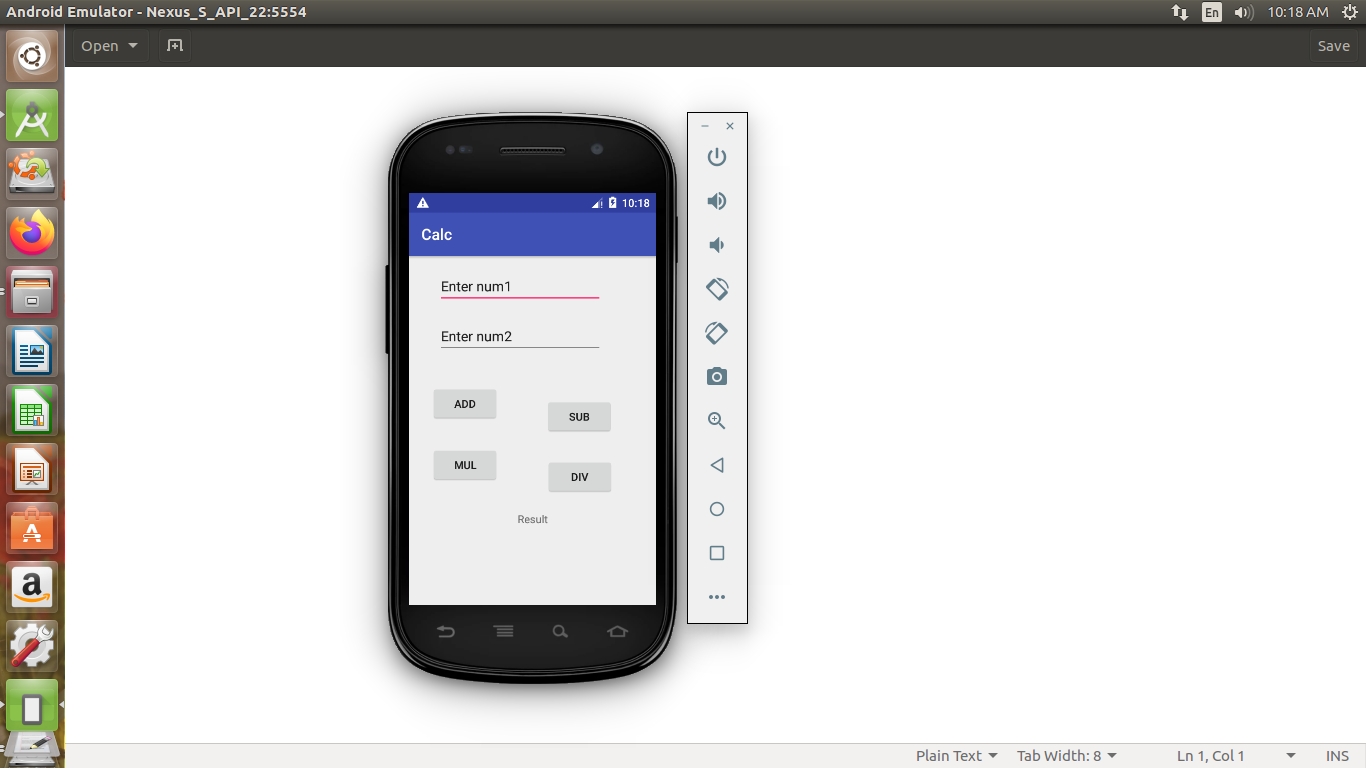 Android Emulator - Nexus_S_API_22:5554
En
10:18 AM
Open
Save
10:18
Calc
Enter num1
Enter num2
ADD
SUB
MUL
DIV
Result
Plain Text
Tab Width: 8
Ln 1, Col 1
INS